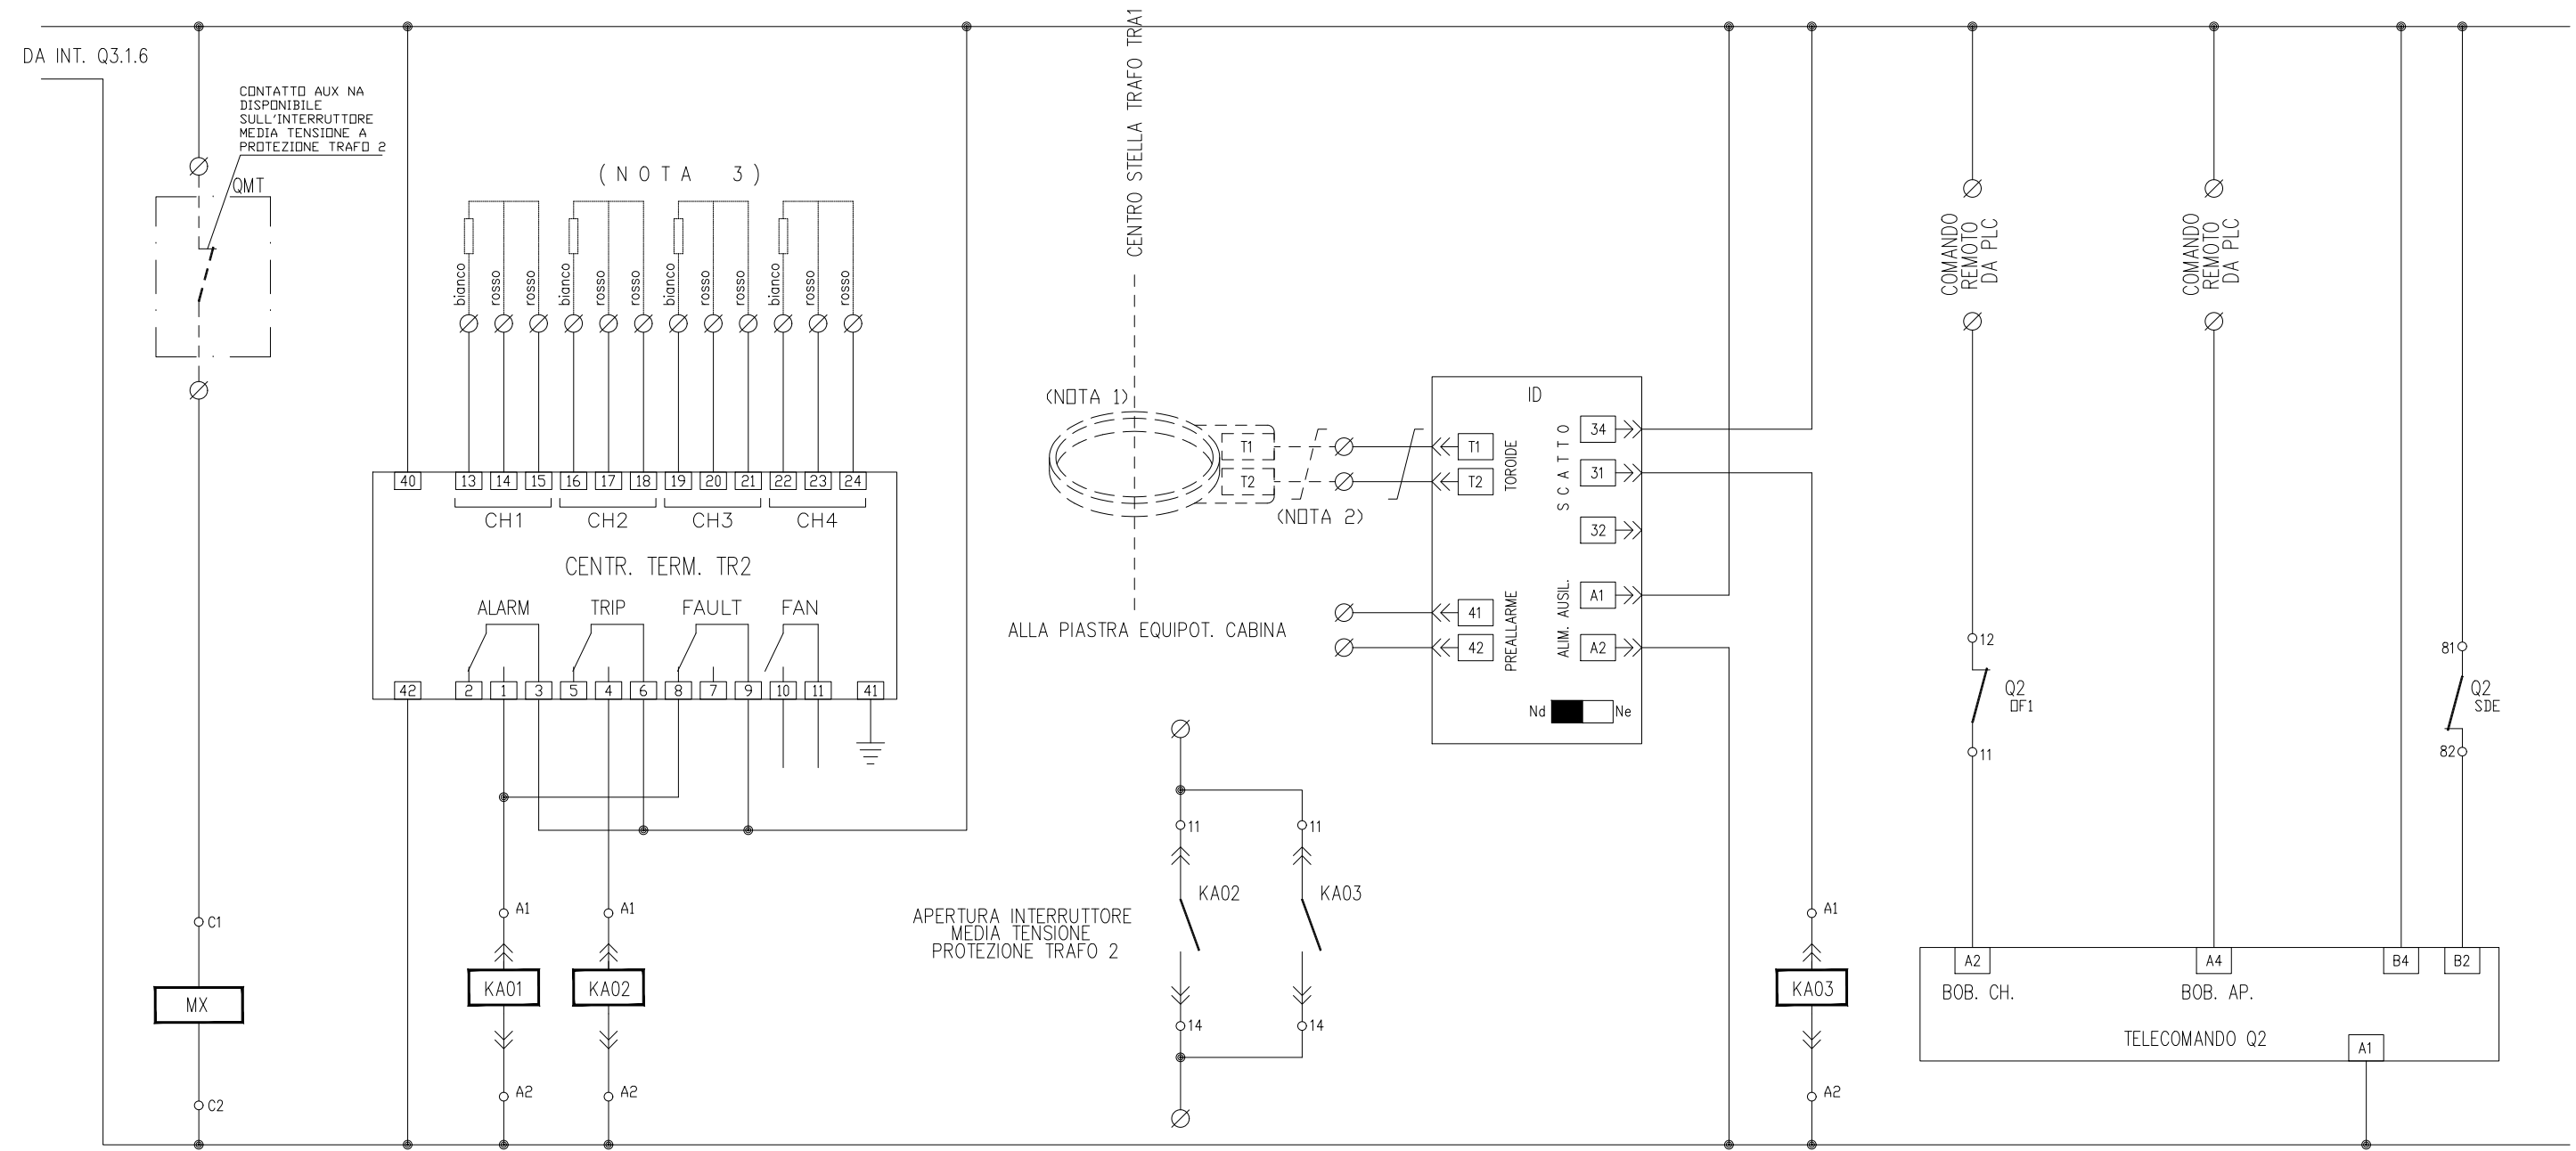 DA INT. Q3.1.6
CONTATTO AUX NA
DISPONIBILE
SULL'INTERRUTTORE
MEDIA TENSIONE A
PROTEZIONE TRAFO 2
QMT
C1
MX
C2
(NOTA 3)
bianco rosso rosso bianco rosso rosso bianco rosso rosso bianco rosso rosso
40 13 14 15 16 17 18 19 20 21 22 23 24
CH1 CH2 CH3 CH4
CENTR. TERM. TR2
ALARM TRIP FAULT FAN
42 2 1 3 5 4 6 8 7 9 10 11 41
A1 A1
KA01 KA02
A2 A2
CENTRO STELLA TRAFO TRA1
(NOTA 1)
T1
T2
(NOTA 2)
ALLA PIASTRA EQUIPOT. CABINA
ID
T1
T2
TOROIDE
SCATTO
34
31
32
41
42
PREALLARME
ALIM. AUSIL.
A1
A2
Nd Ne
11 11
KA02 KA03
APERTURA INTERRUTTORE
MEDIA TENSIONE
PROTEZIONE TRAFO 2
14 14
A1
KA03
A2
COMANDO
REMOTO
DA PLC
COMANDO
REMOTO
DA PLC
12
Q2
OF1
11
81
Q2
SDE
82
A2 A4 B4 B2
BOB. CH. BOB. AP.
TELECOMANDO Q2
A1